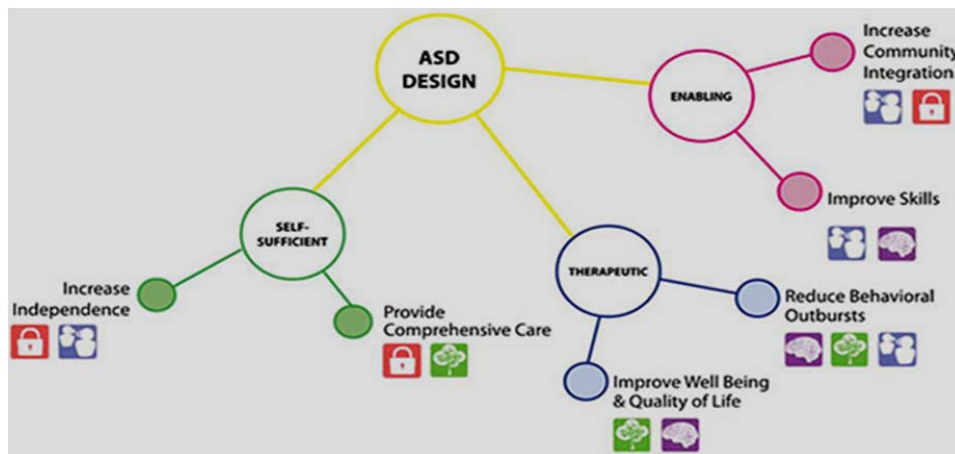 ASD
DESIGN
ENABLING
Increase
Community
Integration
Improve Skills
SELF-
SUFFICIENT
Increase
Independence
Provide
Comprehensive Care
THERAPEUTIC
Reduce Behavioral
Outbursts
Improve Well Being
& Quality of Life